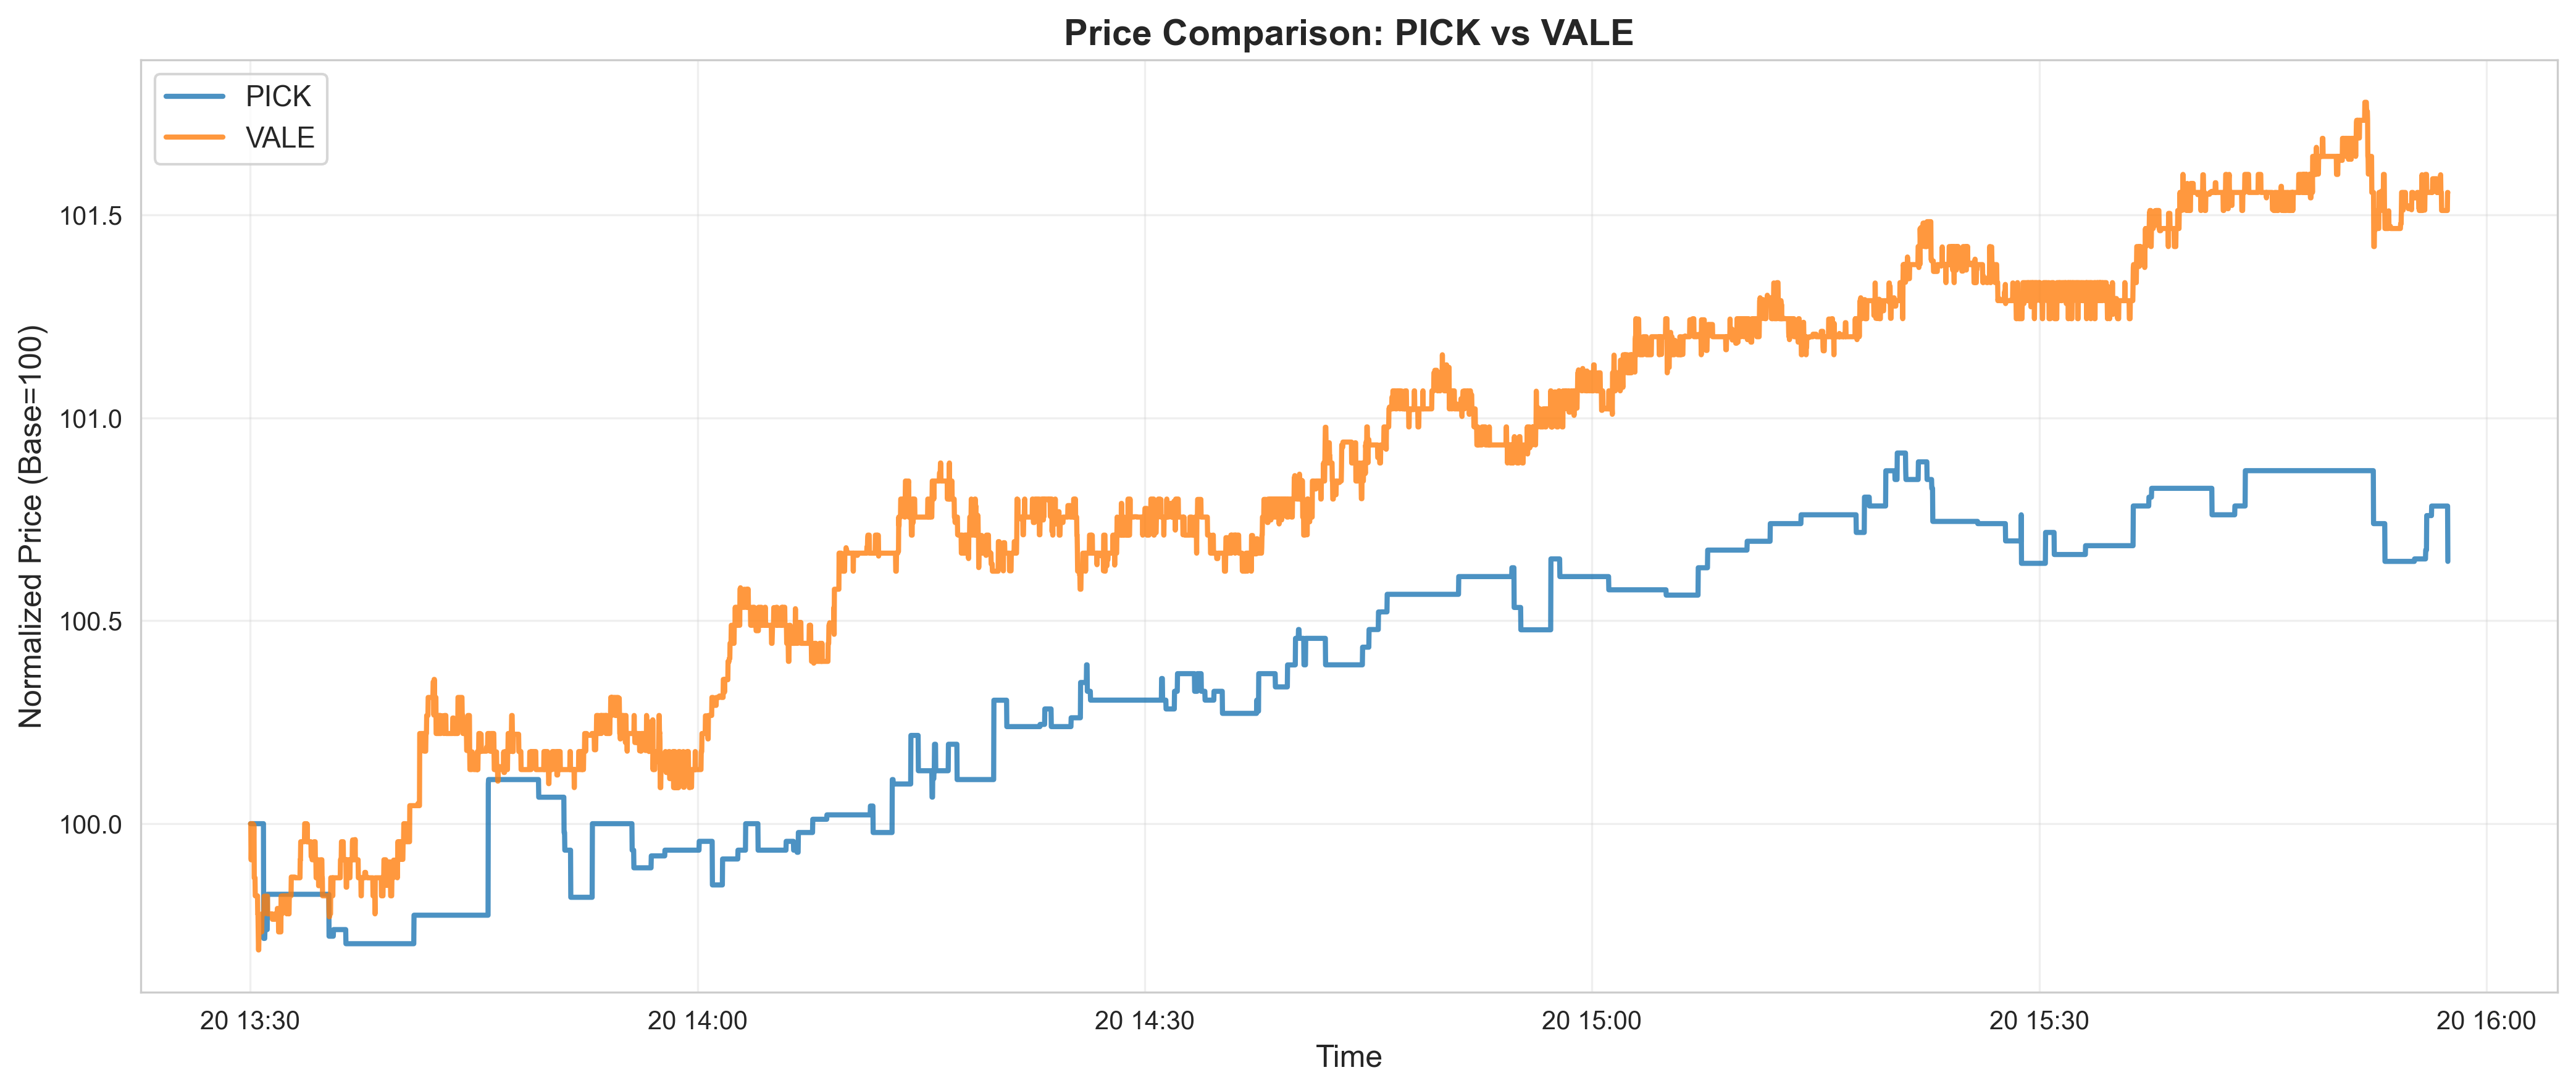 Price Comparison: PICK vs VALE
PICK
VALE
Normalized Price (Base=100)
101.5
101.0
100.5
100.0
20 13:30
20 14:00
20 14:30
20 15:00
20 15:30
20 16:00
Time